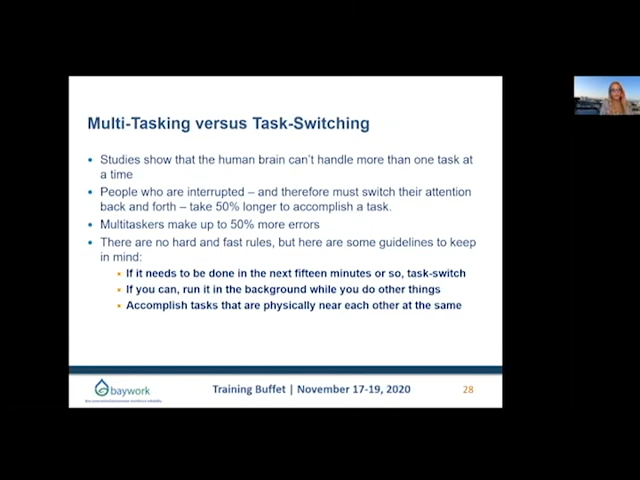 Multi-Tasking versus Task-Switching
• Studies show that the human brain can't handle more than one task at
a time
• People who are interrupted – and therefore must switch their attention
back and forth – take 50% longer to accomplish a task.
• Multitaskers make up to 50% more errors
• There are no hard and fast rules, but here are some guidelines to keep
in mind:
▪ If it needs to be done in the next fifteen minutes or so, task-switch
▪ If you can, run it in the background while you do other things
▪ Accomplish tasks that are physically near each other at the same
baywork
Training Buffet | November 17-19, 2020
28